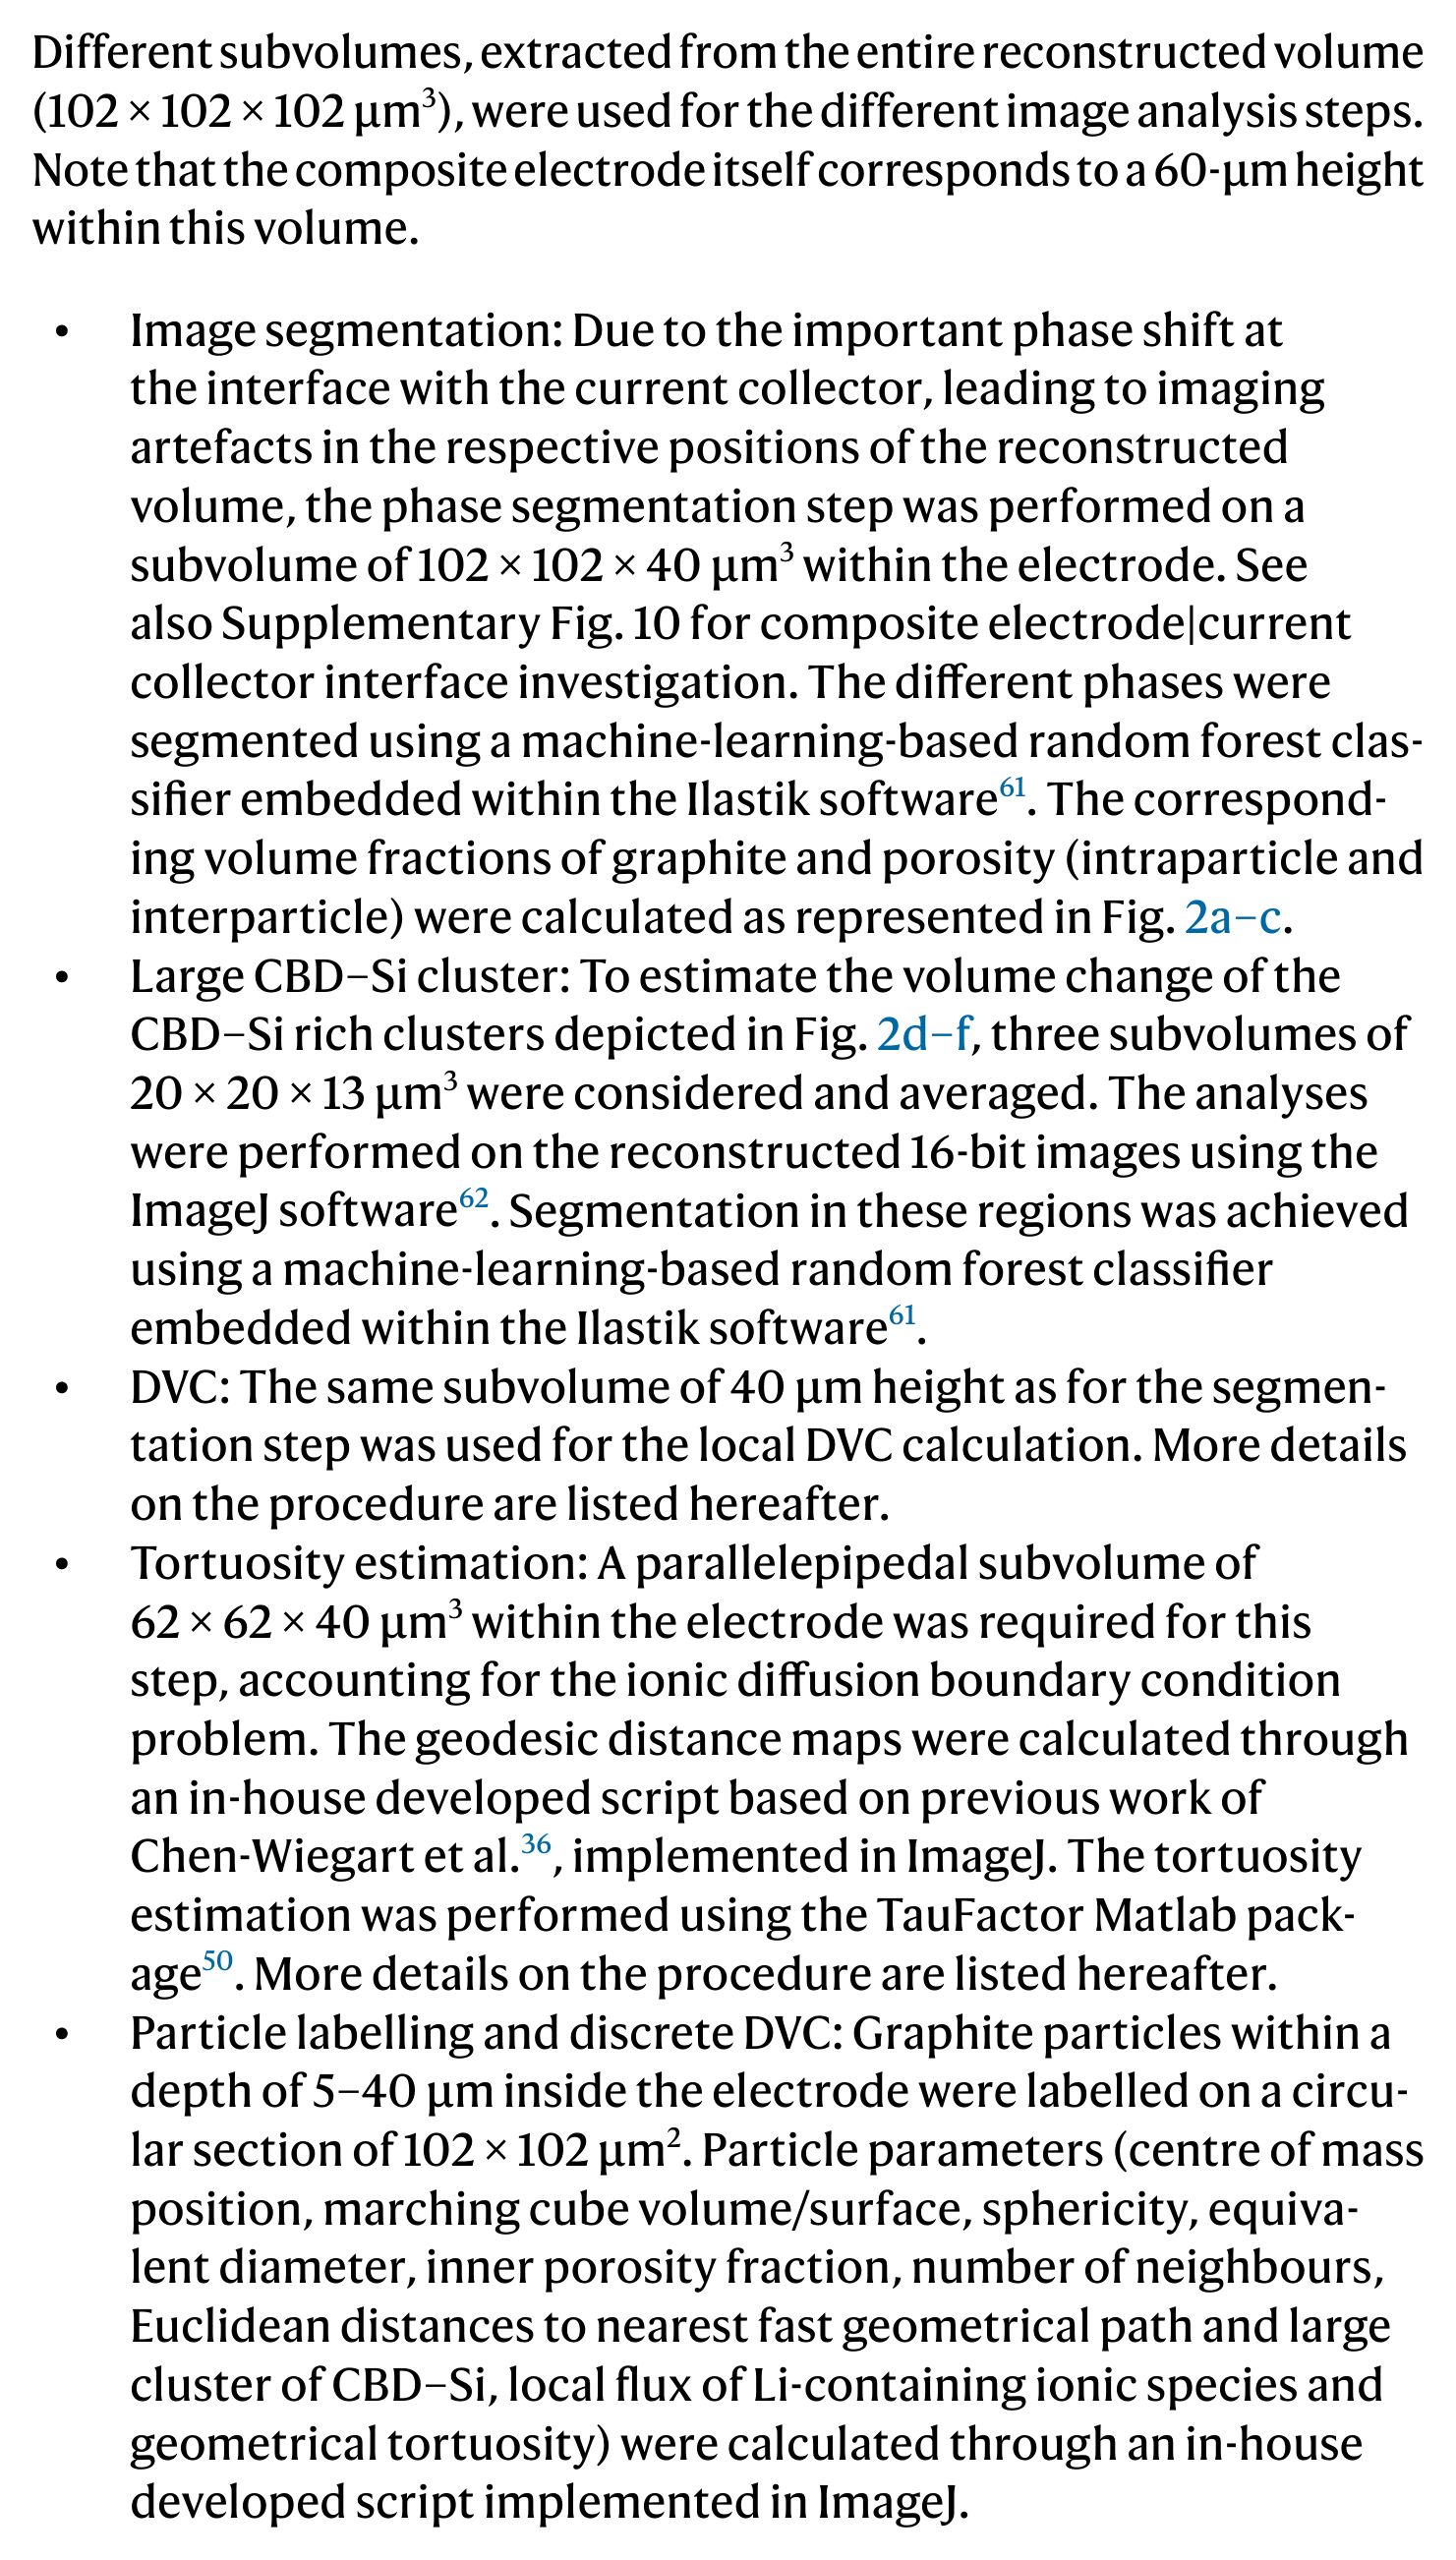 Different subvolumes, extracted from the entire reconstructed volume
(102 × 102 × 102 µm³), were used for the different image analysis steps.
Note that the composite electrode itself corresponds to a 60-µm height
within this volume.
• Image segmentation: Due to the important phase shift at
the interface with the current collector, leading to imaging
artefacts in the respective positions of the reconstructed
volume, the phase segmentation step was performed on a
subvolume of 102 × 102 × 40 µm³ within the electrode. See
also Supplementary Fig. 10 for composite electrode|current
collector interface investigation. The different phases were
segmented using a machine-learning-based random forest clas-
sifier embedded within the Ilastik software⁶¹. The correspond-
ing volume fractions of graphite and porosity (intraparticle and
interparticle) were calculated as represented in Fig. 2a–c.
• Large CBD–Si cluster: To estimate the volume change of the
CBD–Si rich clusters depicted in Fig. 2d–f, three subvolumes of
20 × 20 × 13 µm³ were considered and averaged. The analyses
were performed on the reconstructed 16-bit images using the
ImageJ software⁶². Segmentation in these regions was achieved
using a machine-learning-based random forest classifier
embedded within the Ilastik software⁶¹.
• DVC: The same subvolume of 40 µm height as for the segmen-
tation step was used for the local DVC calculation. More details
on the procedure are listed hereafter.
• Tortuosity estimation: A parallelepipedal subvolume of
62 × 62 × 40 µm³ within the electrode was required for this
step, accounting for the ionic diffusion boundary condition
problem. The geodesic distance maps were calculated through
an in-house developed script based on previous work of
Chen-Wiegart et al.³⁶, implemented in ImageJ. The tortuosity
estimation was performed using the TauFactor Matlab pack-
age⁵⁰. More details on the procedure are listed hereafter.
• Particle labelling and discrete DVC: Graphite particles within a
depth of 5–40 µm inside the electrode were labelled on a circu-
lar section of 102 × 102 µm². Particle parameters (centre of mass
position, marching cube volume/surface, sphericity, equiva-
lent diameter, inner porosity fraction, number of neighbours,
Euclidean distances to nearest fast geometrical path and large
cluster of CBD–Si, local flux of Li-containing ionic species and
geometrical tortuosity) were calculated through an in-house
developed script implemented in ImageJ.